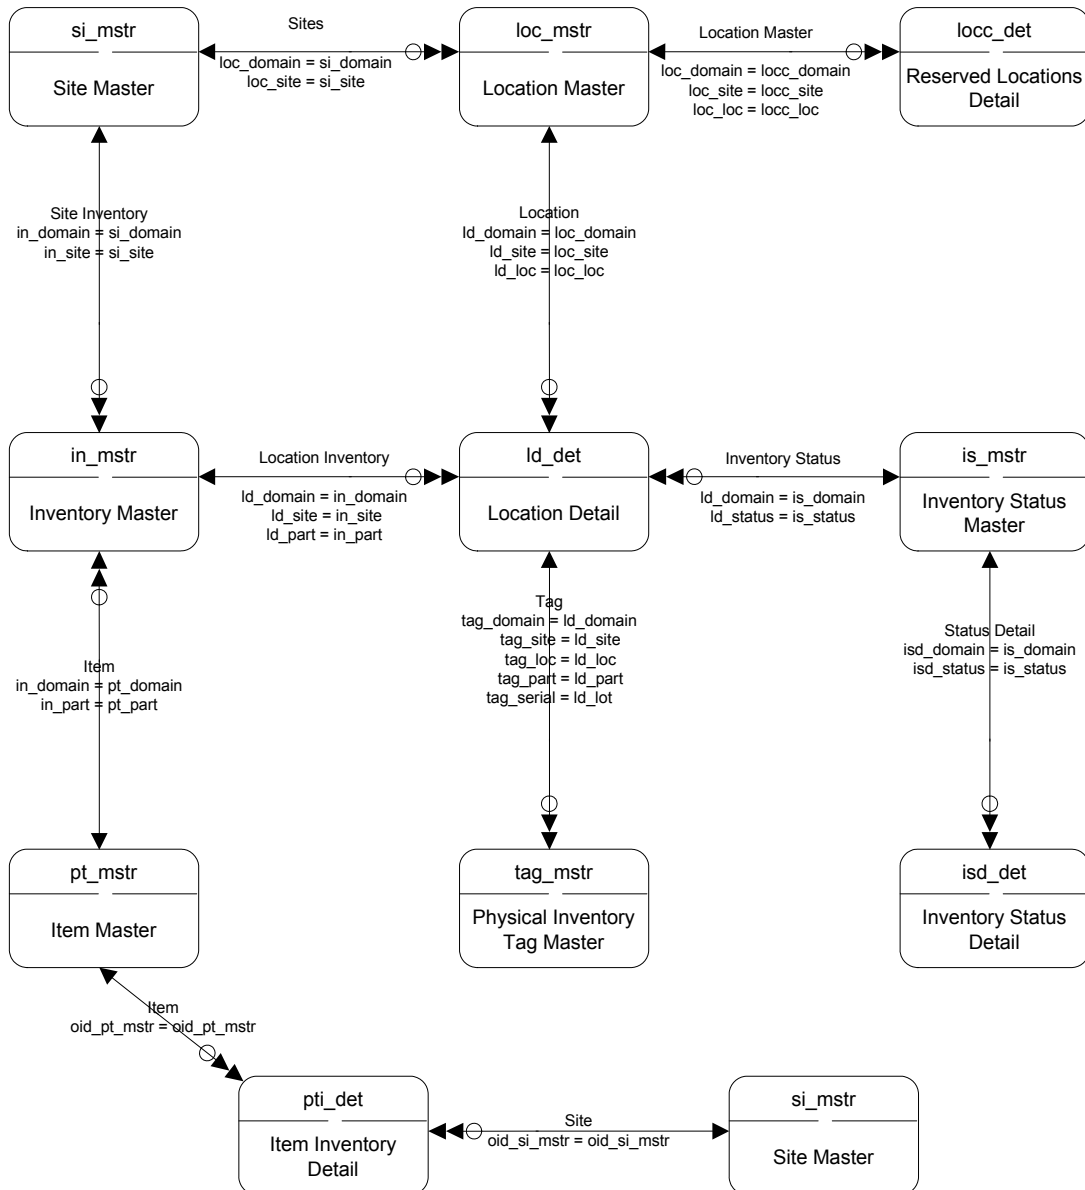 si_mstr
Site Master
Sites
loc_domain = si_domain
loc_site = si_site
loc_mstr
Location Master
Location Master
loc_domain = locc_domain
loc_site = locc_site
loc_loc = locc_loc
locc_det
Reserved Locations
Detail
Site Inventory
in_domain = si_domain
in_site = si_site
Location
ld_domain = loc_domain
ld_site = loc_site
ld_loc = loc_loc
in_mstr
Inventory Master
Location Inventory
ld_domain = in_domain
ld_site = in_site
ld_part = in_part
ld_det
Location Detail
Inventory Status
ld_domain = is_domain
ld_status = is_status
is_mstr
Inventory Status
Master
Item
in_domain = pt_domain
in_part = pt_part
Tag
tag_domain = ld_domain
tag_site = ld_site
tag_loc = ld_loc
tag_part = ld_part
tag_serial = ld_lot
Status Detail
isd_domain = is_domain
isd_status = is_status
pt_mstr
Item Master
tag_mstr
Physical Inventory
Tag Master
isd_det
Inventory Status
Detail
Item
oid_pt_mstr = oid_pt_mstr
pti_det
Item Inventory
Detail
Site
oid_si_mstr = oid_si_mstr
si_mstr
Site Master